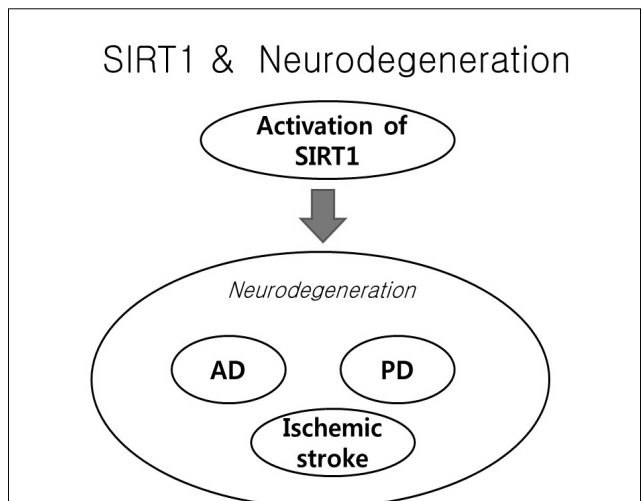 SIRT1 & Neurodegeneration
Activation of
SIRT1
Neurodegeneration
AD
PD
Ischemic
stroke